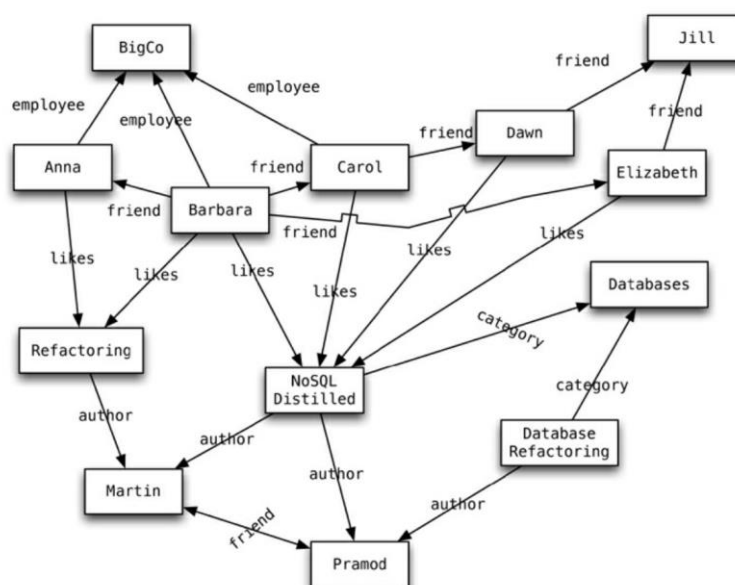 BigCo
Jill
friend
employee
employee
employee
friend
Dawn
friend
Anna
friend
Carol
Elizabeth
friend
Barbara
friend
likes
likes
likes
likes
likes
likes
Databases
category
Refactoring
NoSQL
Distilled
category
author
author
Database
Refactoring
author
Martin
author
friend
Pramod